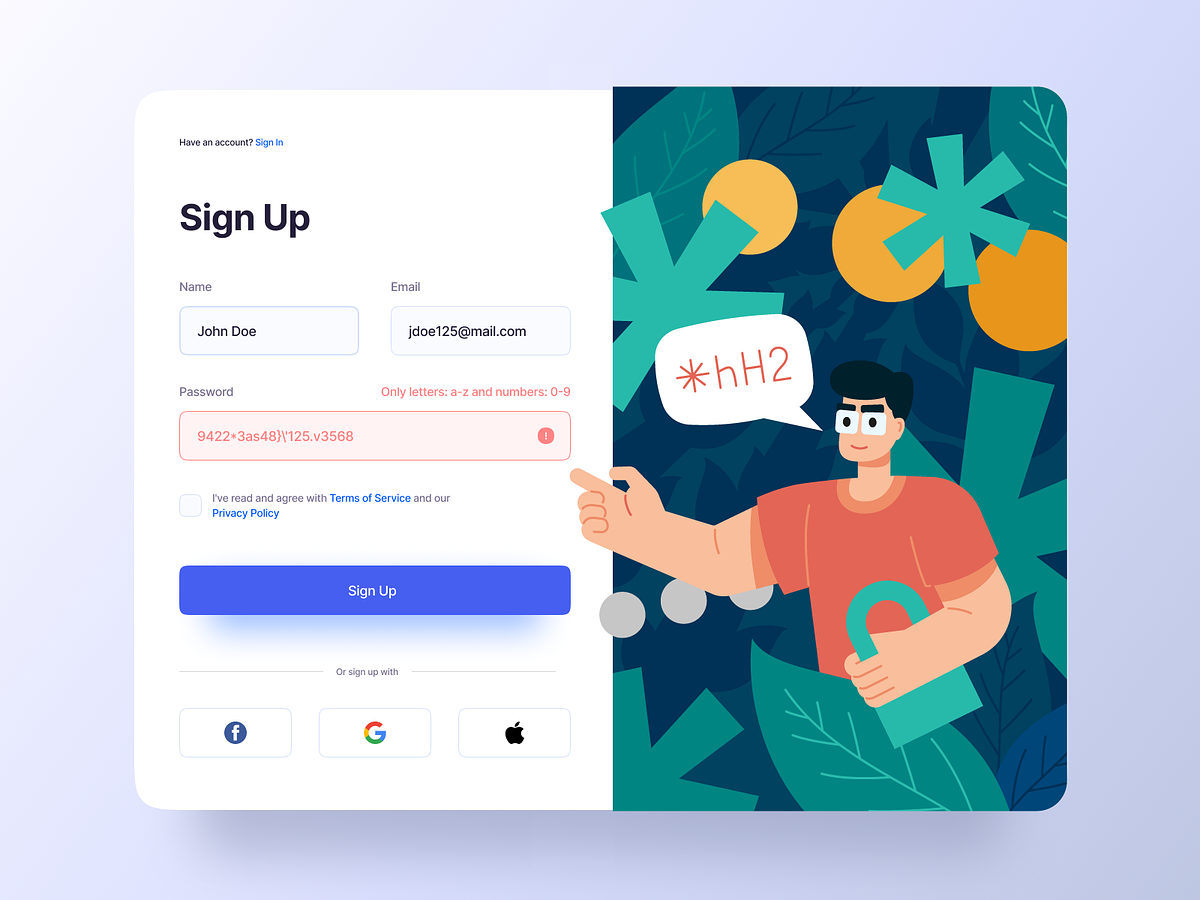 Have an account? Sign In
Sign Up
Name
Email
John Doe
jdoe125@mail.com
Password
Only letters: a-z and numbers: 0-9
9422*3as48}\'125.v3568
!
I've read and agree with Terms of Service and our
Privacy Policy
Sign Up
Or sign up with
*hH2